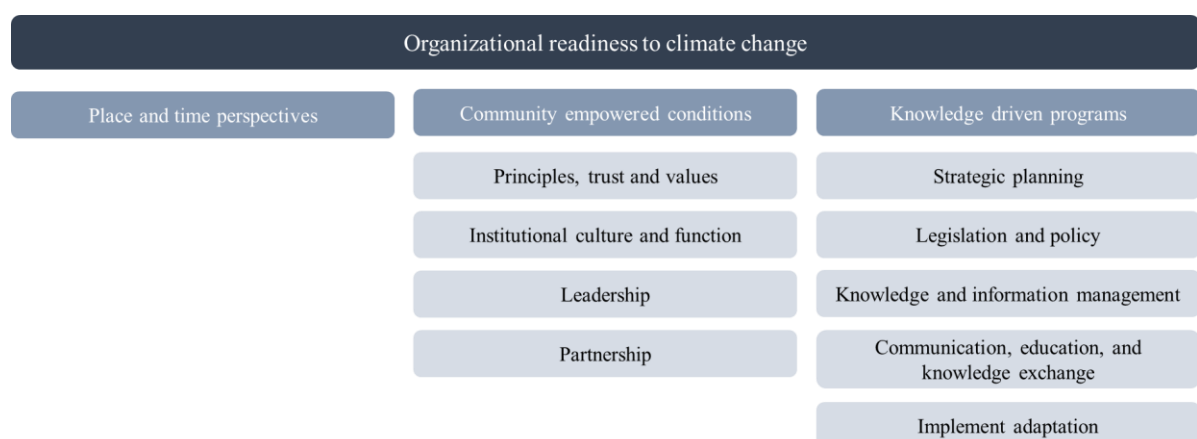 Organizational readiness to climate change
Place and time perspectives
Community empowered conditions
Knowledge driven programs
Principles, trust and values
Strategic planning
Institutional culture and function
Legislation and policy
Leadership
Knowledge and information management
Partnership
Communication, education, and
knowledge exchange
Implement adaptation